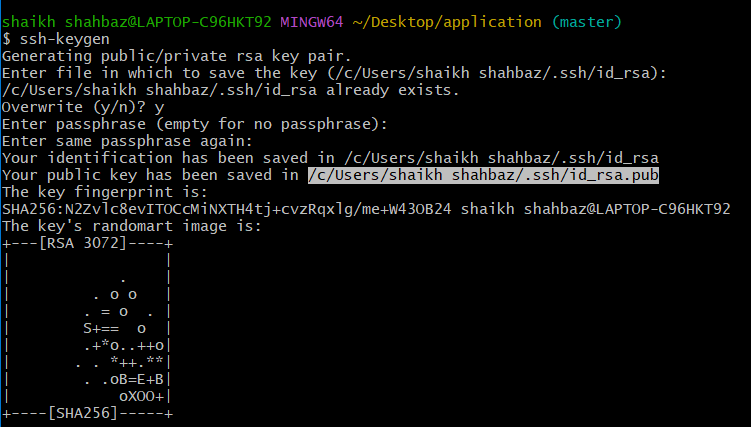 shaikh shahbaz@LAPTOP-C96HKT92 MINGW64 ~/Desktop/application (master)
$ ssh-keygen
Generating public/private rsa key pair.
Enter file in which to save the key (/c/Users/shaikh shahbaz/.ssh/id_rsa):
/c/Users/shaikh shahbaz/.ssh/id_rsa already exists.
Overwrite (y/n)? y
Enter passphrase (empty for no passphrase):
Enter same passphrase again:
Your identification has been saved in /c/Users/shaikh shahbaz/.ssh/id_rsa
Your public key has been saved in /c/Users/shaikh shahbaz/.ssh/id_rsa.pub
The key fingerprint is:
SHA256:N2Zvlc8evITOCcMiNXTH4tj+cvzRqxlg/me+W43OB24 shaikh shahbaz@LAPTOP-C96HKT92
The key's randomart image is:
+---[RSA 3072]----+
|                 |
|            .    |
|         . o o   |
|        . = o  . |
|        S+==  o  |
|        .+*o..++o|
|       . . *++.**|
|        . .oB=E+B|
|            oXOO+|
+----[SHA256]-----+